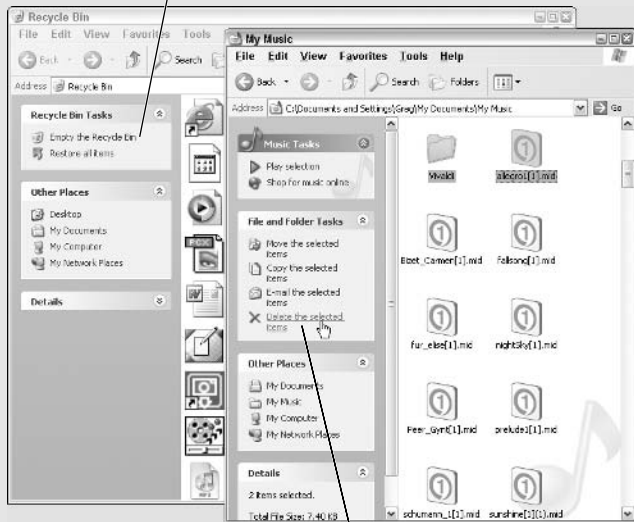 Recycle Bin
File Edit View Favorites Tools
Back Search
Address Recycle Bin
Recycle Bin Tasks
Empty the Recycle Bin
Restore all items
Other Places
Desktop
My Documents
My Computer
My Network Places
Details
My Music
File Edit View Favorites Tools Help
Back Search Folders
Address C:\Documents and Settings\Greg\My Documents\My Music Go
Music Tasks
Play selection
Shop for music online
File and Folder Tasks
Move the selected
items
Copy the selected
items
E-mail the selected
items
Delete the selected
items
Other Places
My Documents
My Music
My Computer
My Network Places
Details
2 items selected.
Total File Size: 7.40 KB
Vivaldi allegro1[1].mid
Bizet_Carmen[1].mid fallsong[1].mid
fur_elise[1].mid nightSky[1].mid
Peer_Gynt[1].mid prelude1[1].mid
schumann_1[1].mid sunshine[1](1).mid